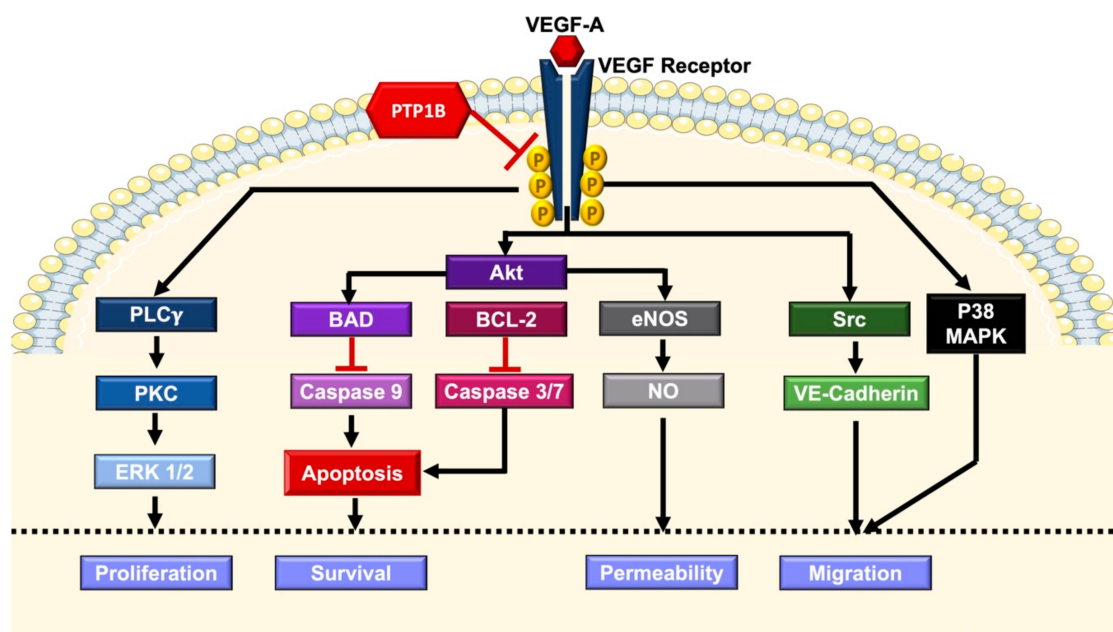 VEGF-A
VEGF Receptor
PTP1B
P
P
P
P
P
P
Akt
PLCγ
BAD
BCL-2
eNOS
Src
P38
MAPK
PKC
Caspase 9
Caspase 3/7
NO
VE-Cadherin
ERK 1/2
Apoptosis
Proliferation
Survival
Permeability
Migration